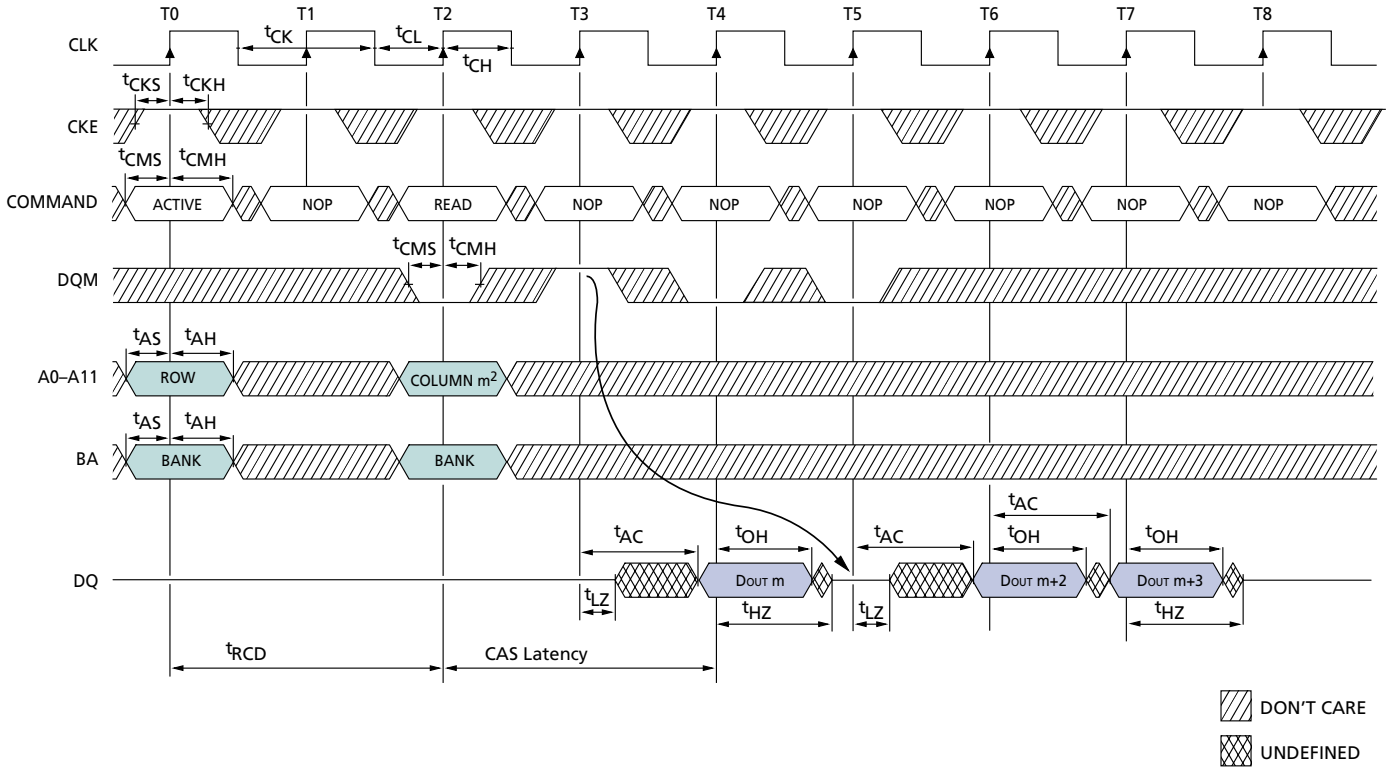 T0 T1 T2 T3 T4 T5 T6 T7 T8
CLK
tCK tCL
tCH
tCKS tCKH
CKE
tCMS tCMH
COMMAND ACTIVE NOP READ NOP NOP NOP NOP NOP NOP
tCMS tCMH
DQM
tAS tAH
A0–A11 ROW COLUMN m2
tAS tAH
BA BANK BANK
tAC tOH tAC tAC tOH tOH
DQ DOUT m DOUT m+2 DOUT m+3
tLZ tHZ tLZ tHZ
tRCD CAS Latency
DON'T CARE
UNDEFINED